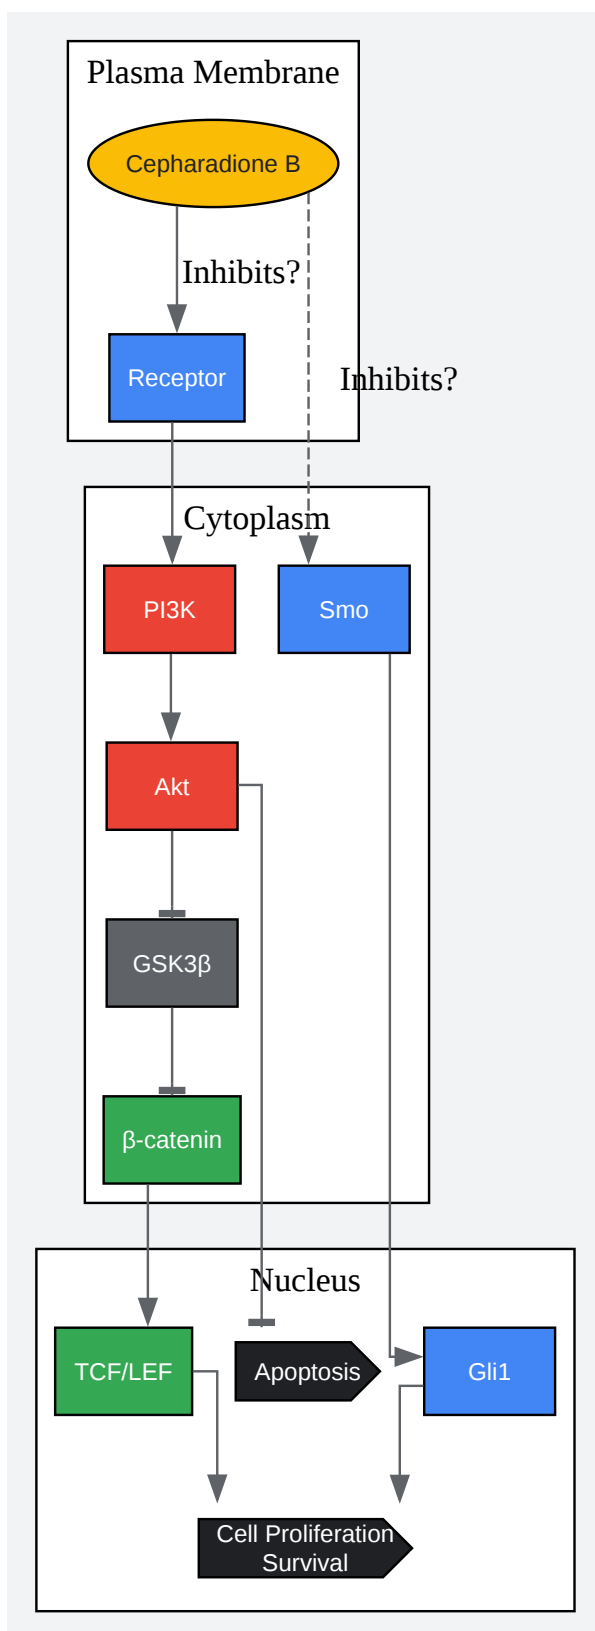 Plasma Membrane
Cepharadione B
Inhibits?
Receptor
Inhibits?
Cytoplasm
PI3K
Smo
Akt
GSK3β
β-catenin
Nucleus
TCF/LEF
Apoptosis
Gli1
Cell Proliferation
Survival